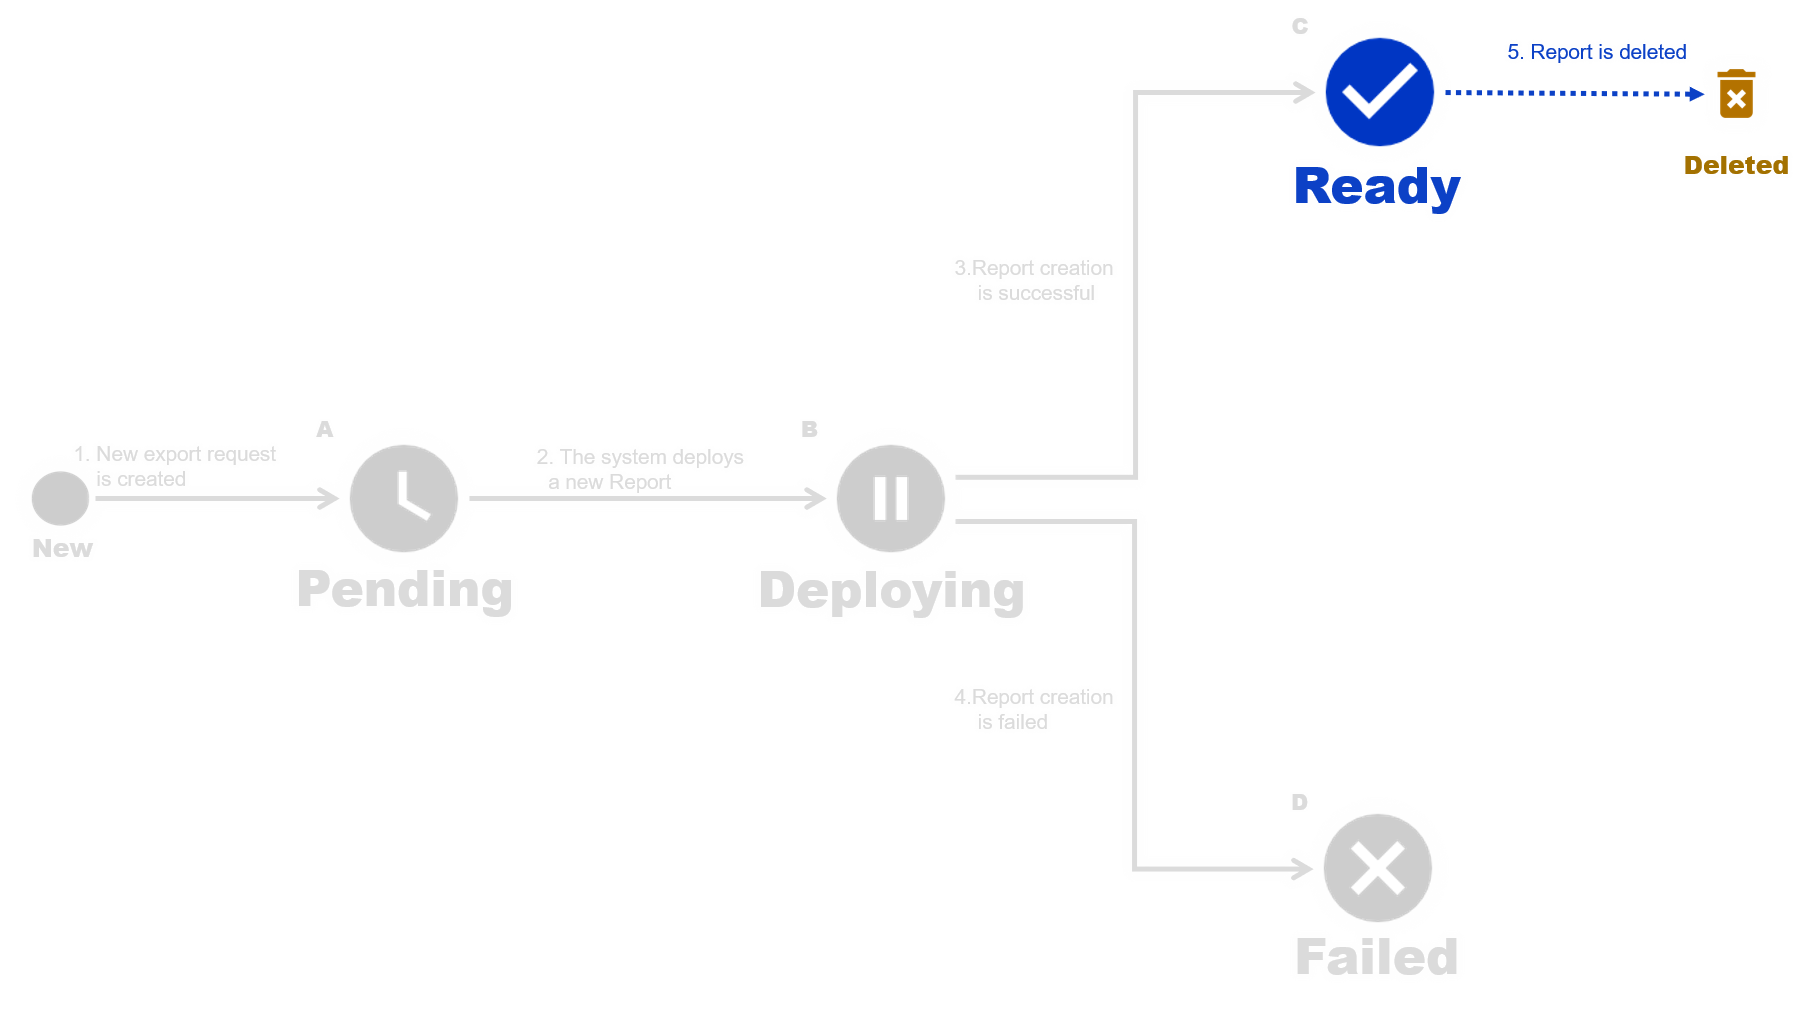 C
5. Report is deleted
Deleted
Ready
3.Report creation
is successful
A
B
1. New export request
is created
2. The system deploys
a new Report
New
Pending
Deploying
4.Report creation
is failed
D
Failed